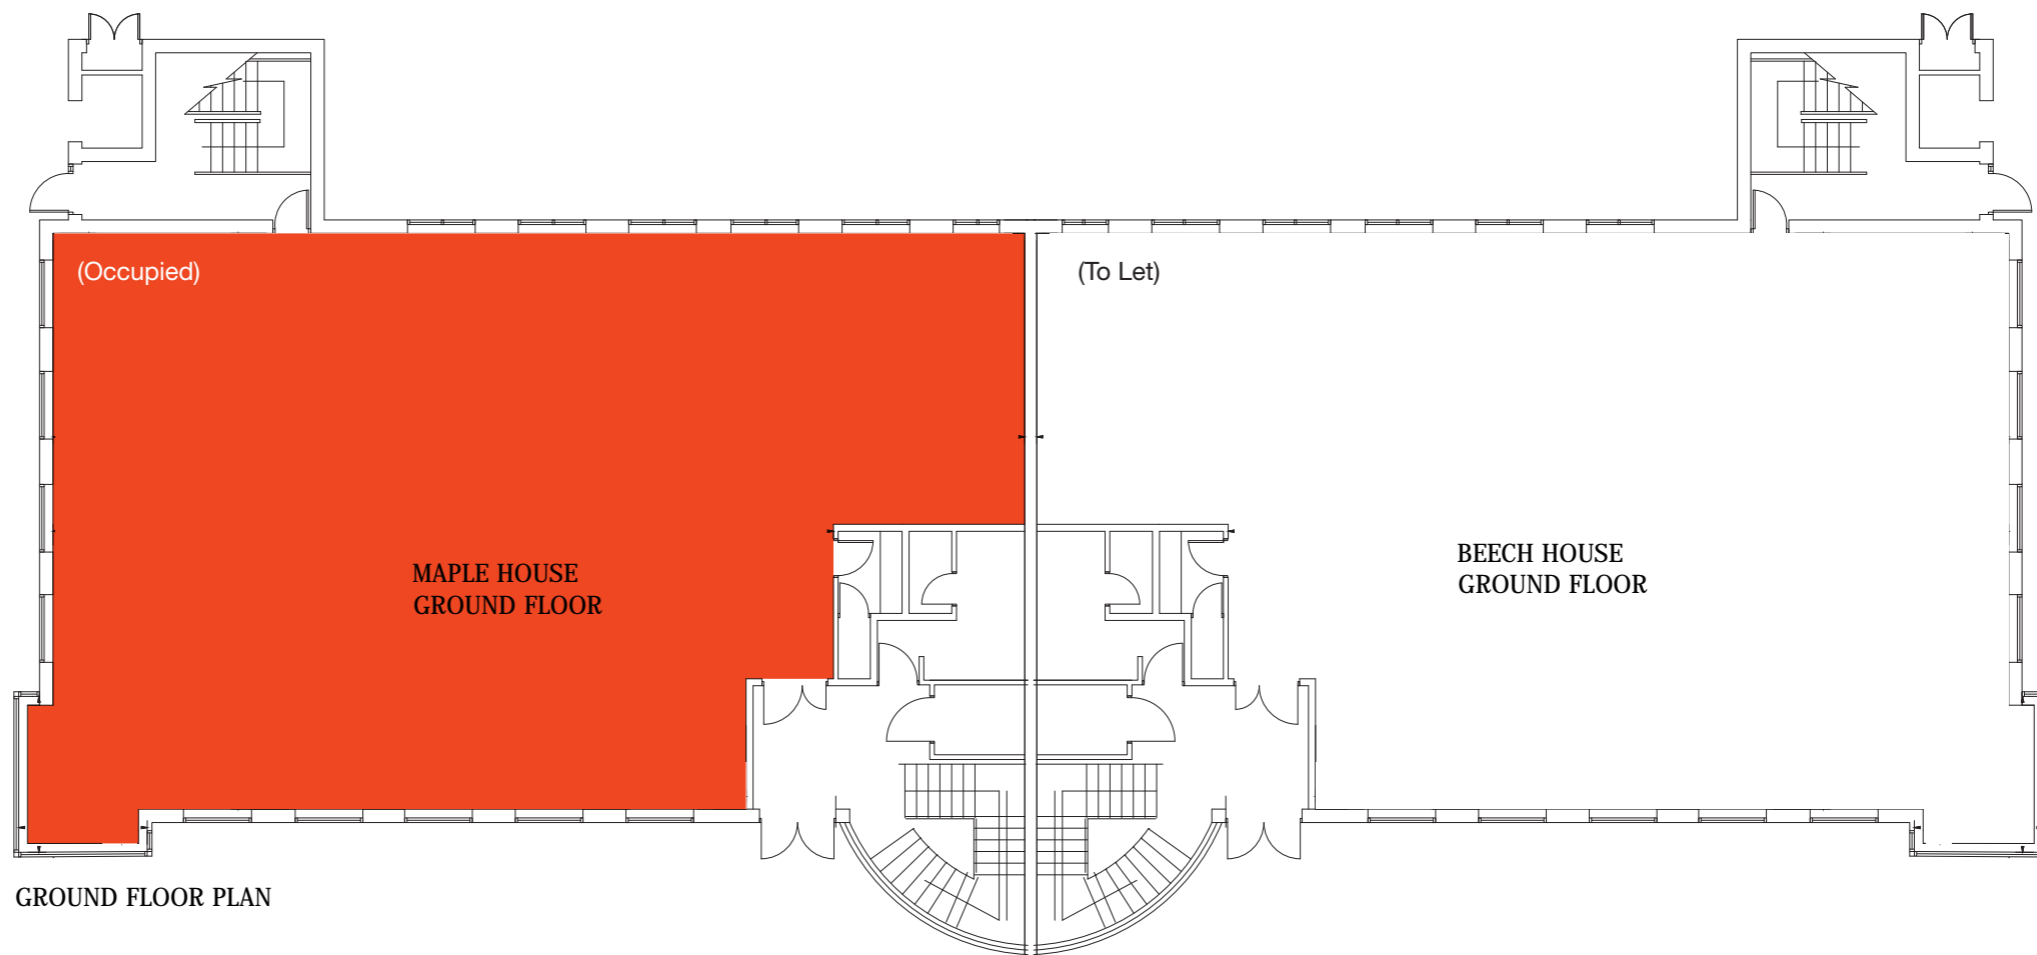 (Occupied)
(To Let)
MAPLE HOUSE
GROUND FLOOR
BEECH HOUSE
GROUND FLOOR
GROUND FLOOR PLAN